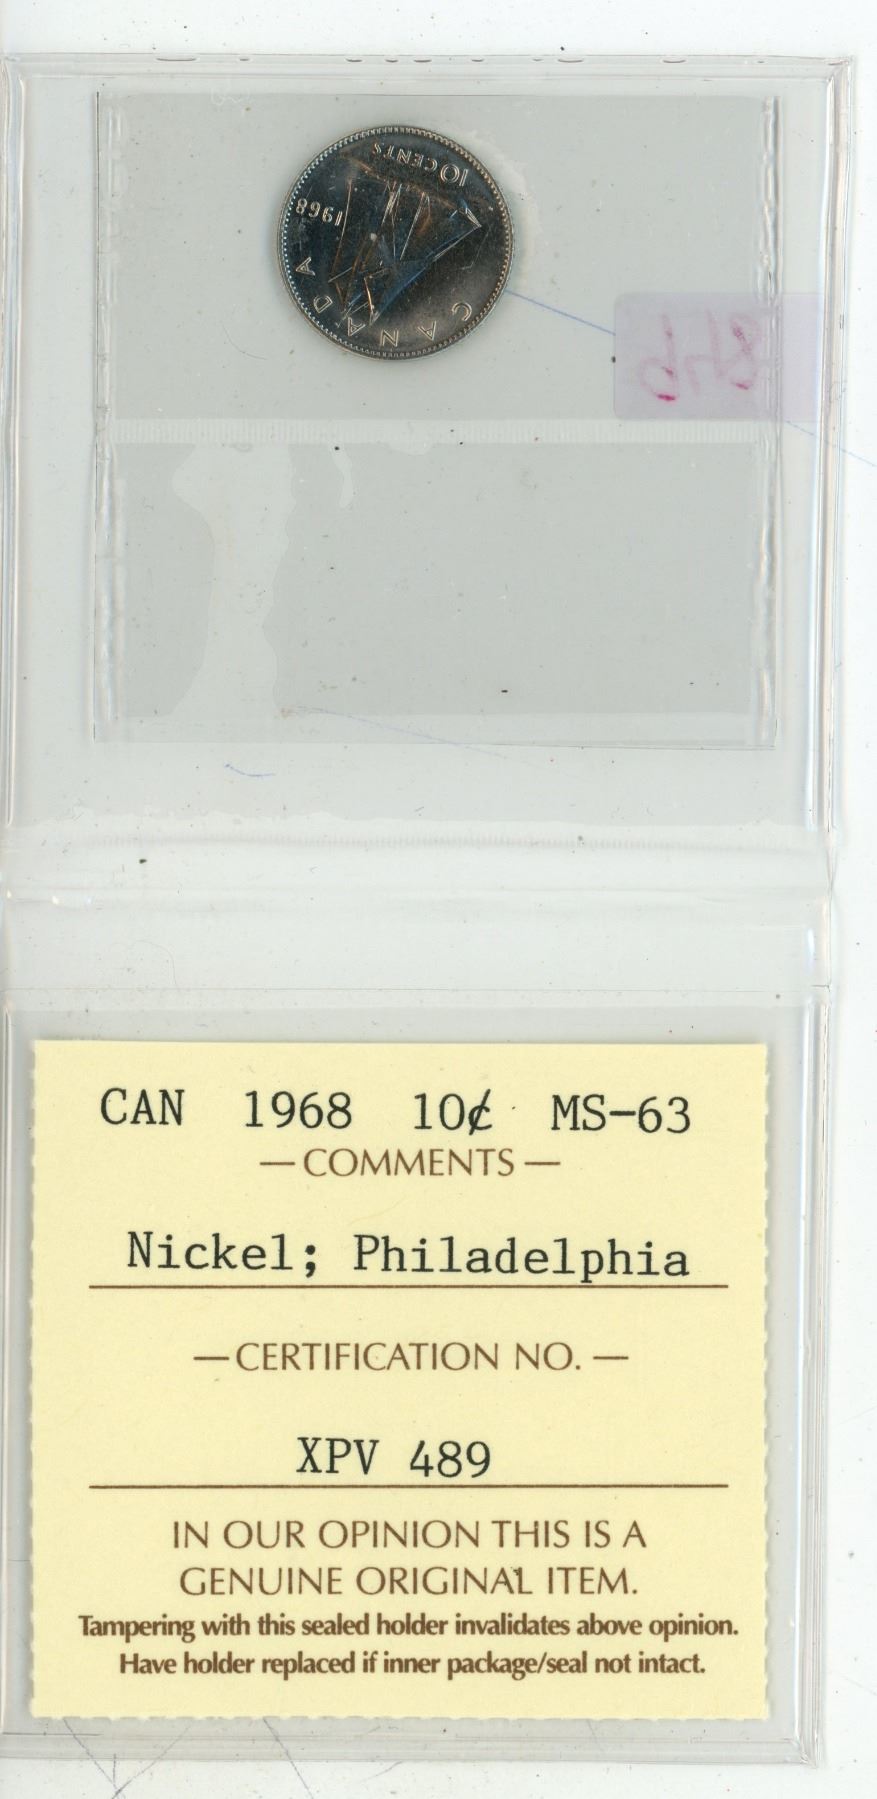 10 CENTS
1968
CANADA
CAN 1968 10¢ MS-63
—COMMENTS—
Nickel; Philadelphia
—CERTIFICATION NO.—
XPV 489
IN OUR OPINION THIS IS A
GENUINE ORIGINAL ITEM.
Tampering with this sealed holder invalidates above opinion.
Have holder replaced if inner package/seal not intact.